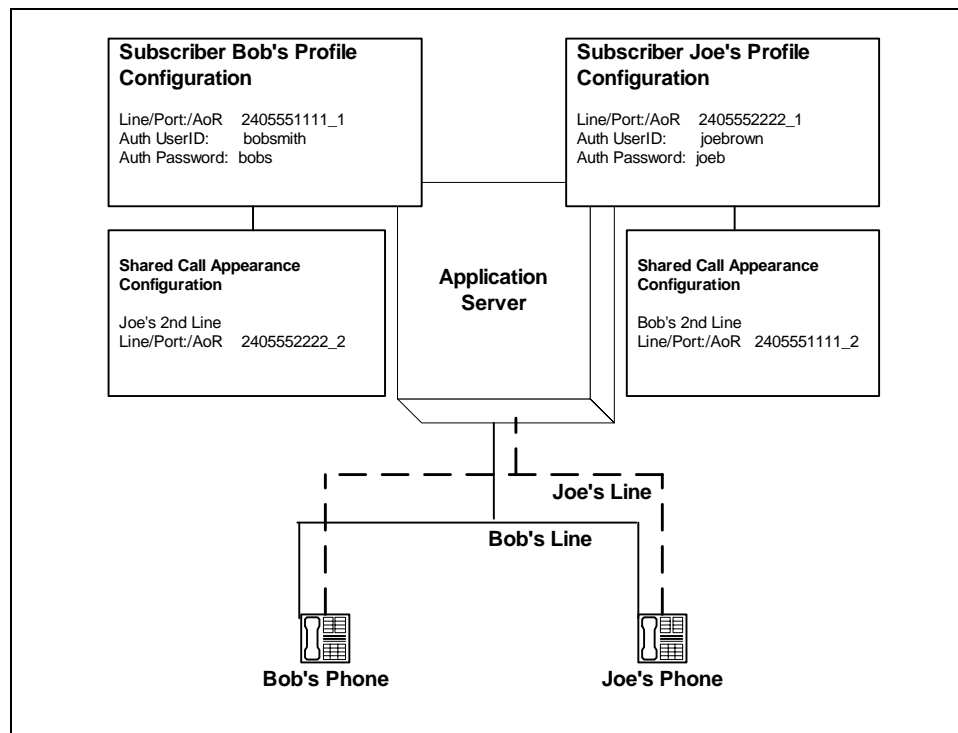 Subscriber Bob's Profile
Configuration
Line/Port:/AoR 2405551111_1
Auth UserID: bobsmith
Auth Password: bobs
Subscriber Joe's Profile
Configuration
Line/Port:/AoR 2405552222_1
Auth UserID: joebrown
Auth Password: joeb
Shared Call Appearance
Configuration
Joe's 2nd Line
Line/Port:/AoR 2405552222_2
Application
Server
Shared Call Appearance
Configuration
Bob's 2nd Line
Line/Port:/AoR 2405551111_2
Joe's Line
Bob's Line
Bob's Phone
Joe's Phone